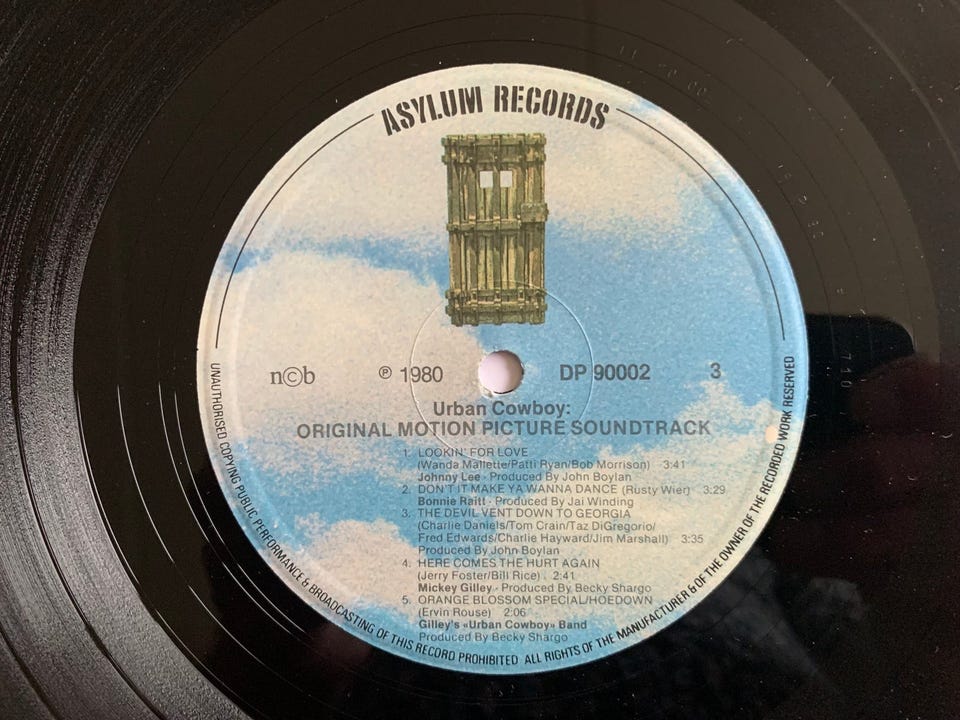 ASYLUM RECORDS
n©b ℗ 1980 DP 90002 3
Urban Cowboy:
ORIGINAL MOTION PICTURE SOUNDTRACK
1. LOOKIN' FOR LOVE
(Wanda Mallette/Patti Ryan/Bob Morrison) 3:41
Johnny Lee · Produced by John Boylan
2. DON'T IT MAKE YA WANNA DANCE (Rusty Wier) 3:29
Bonnie Raitt · Produced by Jai Winding
3. THE DEVIL VENT DOWN TO GEORGIA
(Charlie Daniels/Tom Crain/Taz DiGregorio/
Fred Edwards/Charlie Hayward/Jim Marshall) 3:35
Produced By John Boylan
4. HERE COMES THE HURT AGAIN
(Jerry Foster/Bill Rice) . 2:41
Mickey Gilley · Produced by Becky Shargo
5. ORANGE BLOSSOM SPECIAL/HOEDOWN
(Ervin Rouse) 2:06
Gilley's «Urban Cowboy» Band
Produced By Becky Shargo
UNAUTHORISED COPYING PUBLIC PERFORMANCE & BROADCASTING OF THIS RECORD PROHIBITED ALL RIGHTS OF THE MANUFACTURER & OF THE OWNER OF THE RECORDED WORK RESERVED
710